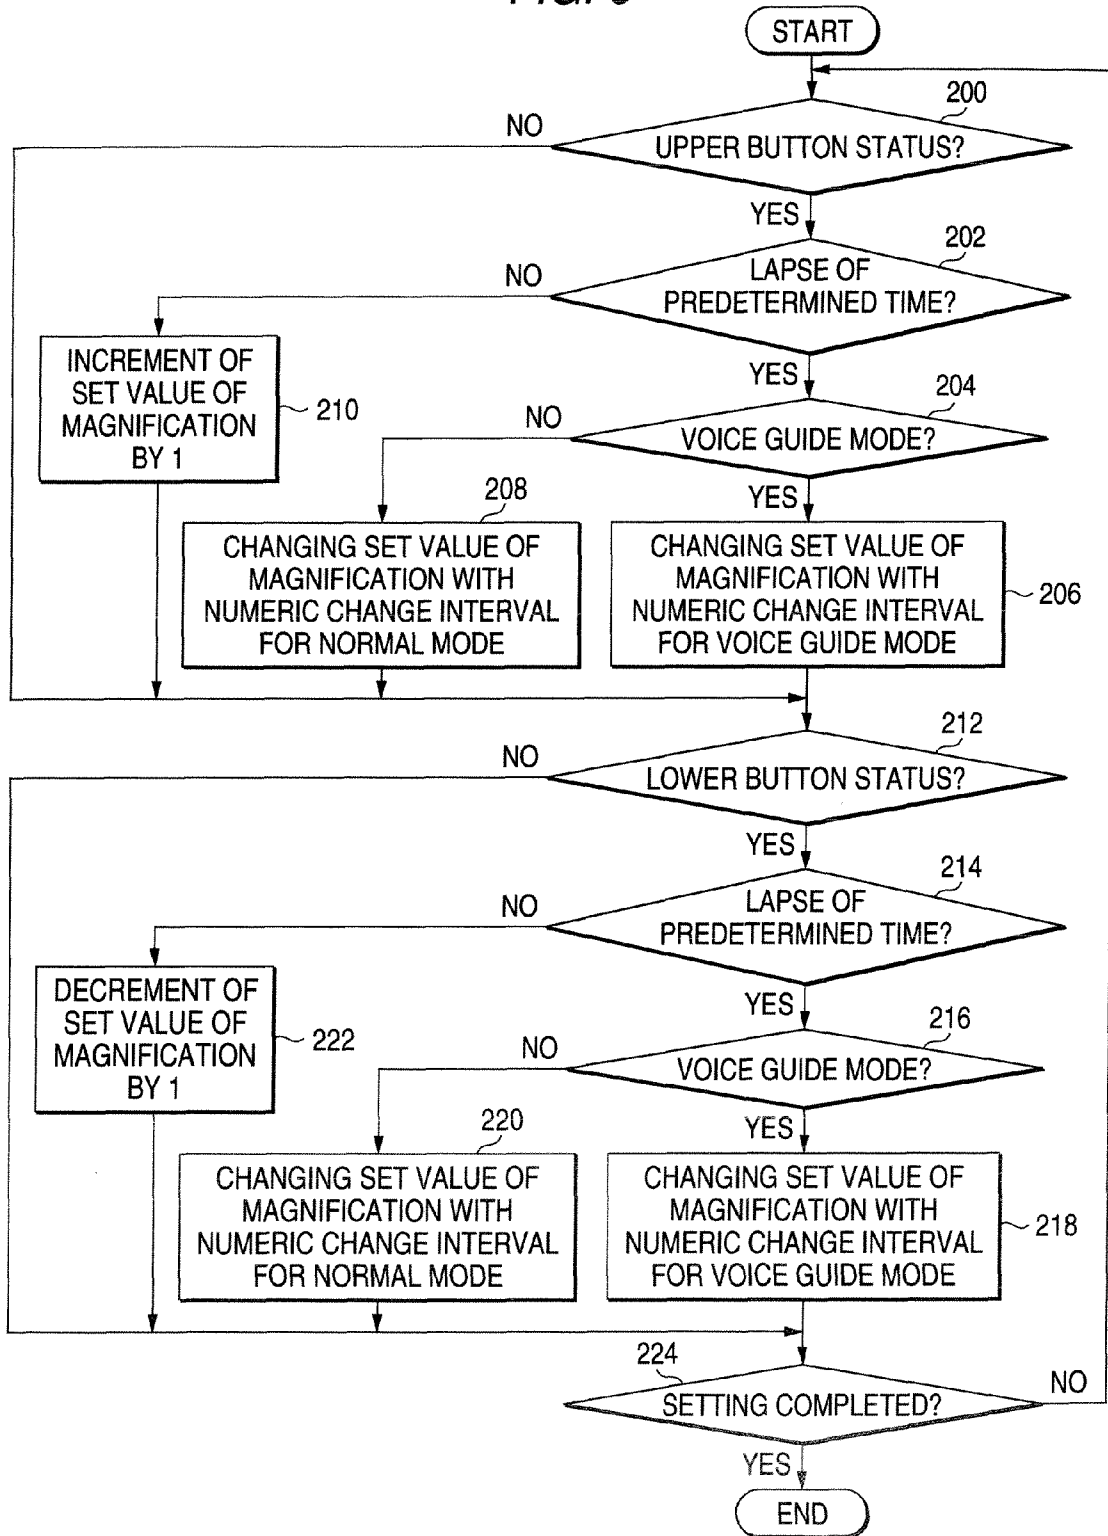 START
200
NO
UPPER BUTTON STATUS?
YES
202
NO
LAPSE OF
PREDETERMINED TIME?
INCREMENT OF
SET VALUE OF
MAGNIFICATION
BY 1
210
YES
204
NO
VOICE GUIDE MODE?
YES
208
CHANGING SET VALUE OF
MAGNIFICATION WITH
NUMERIC CHANGE INTERVAL
FOR NORMAL MODE
CHANGING SET VALUE OF
MAGNIFICATION WITH
NUMERIC CHANGE INTERVAL
FOR VOICE GUIDE MODE
206
212
NO
LOWER BUTTON STATUS?
YES
214
NO
LAPSE OF
PREDETERMINED TIME?
DECREMENT OF
SET VALUE OF
MAGNIFICATION
BY 1
222
YES
216
NO
VOICE GUIDE MODE?
YES
220
CHANGING SET VALUE OF
MAGNIFICATION WITH
NUMERIC CHANGE INTERVAL
FOR NORMAL MODE
CHANGING SET VALUE OF
MAGNIFICATION WITH
NUMERIC CHANGE INTERVAL
FOR VOICE GUIDE MODE
218
224
SETTING COMPLETED?
NO
YES
END